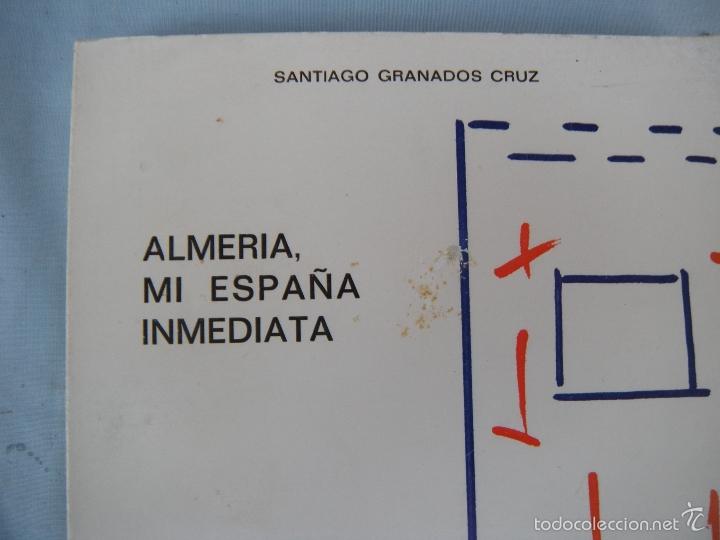 SANTIAGO GRANADOS CRUZ
ALMERIA,
MI ESPAÑA
INMEDIATA
todocoleccion.net